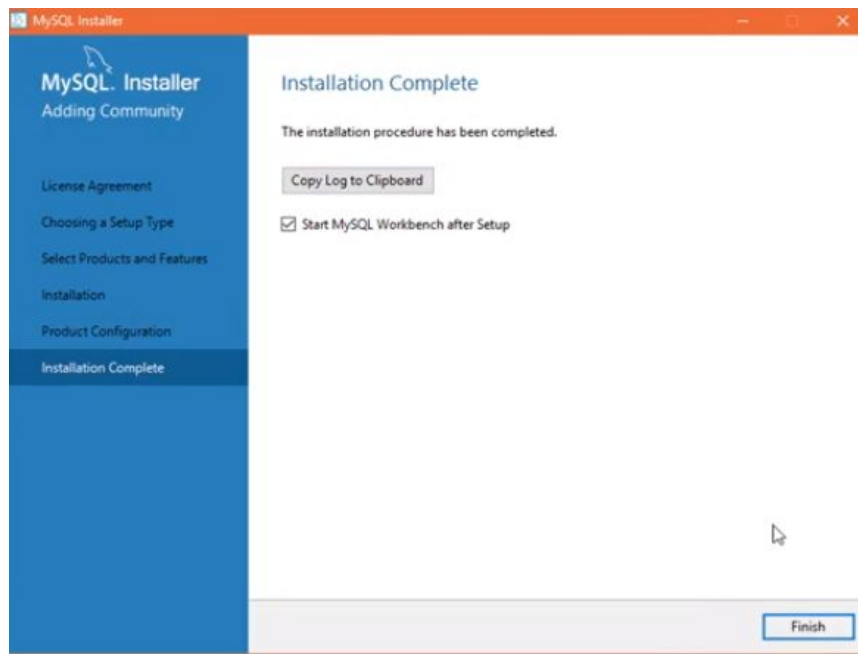 MySQL Installer
MySQL. Installer
Adding Community
License Agreement
Choosing a Setup Type
Select Products and Features
Installation
Product Configuration
Installation Complete
Installation Complete
The installation procedure has been completed.
Copy Log to Clipboard
Start MySQL Workbench after Setup
Finish